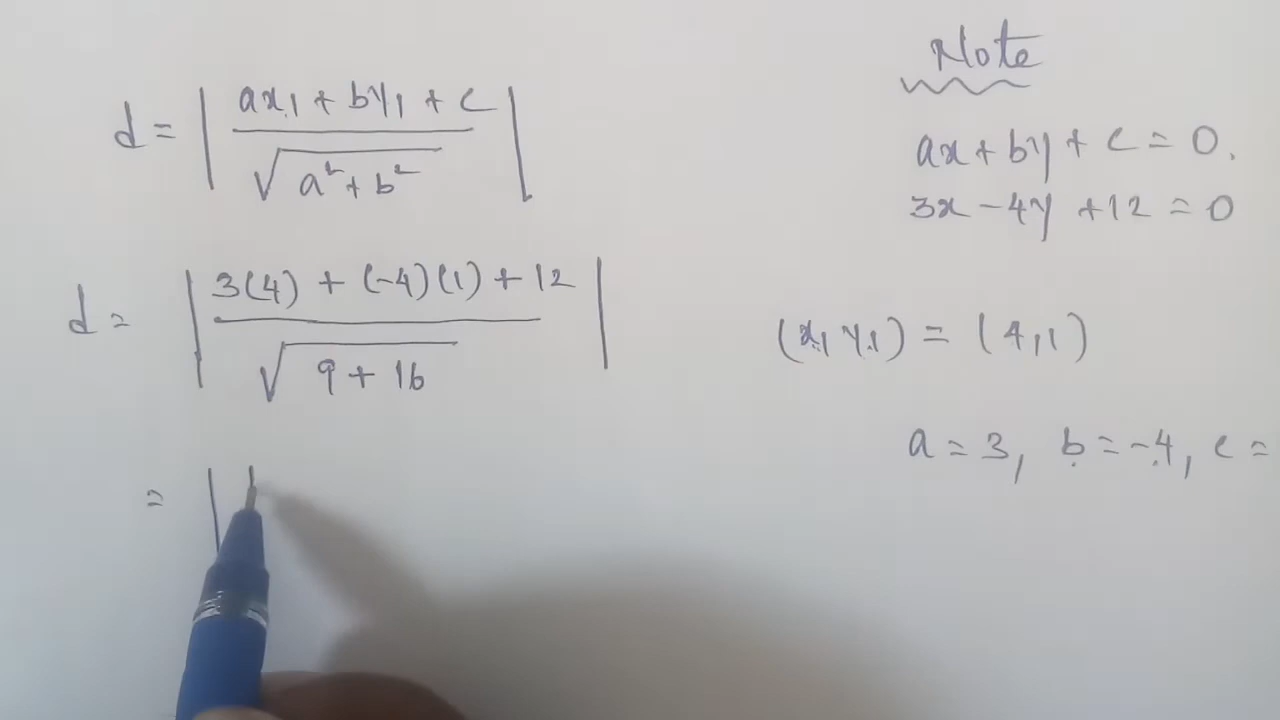 d = | ax1 + by1 + c / √(a² + b²) |
d = | 3(4) + (-4)(1) + 12 / √(9 + 16) |
= | 1
Note
ax + by + c = 0.
3x - 4y + 12 = 0
(x1, y1) = (4,1)
a = 3, b = -4, c =